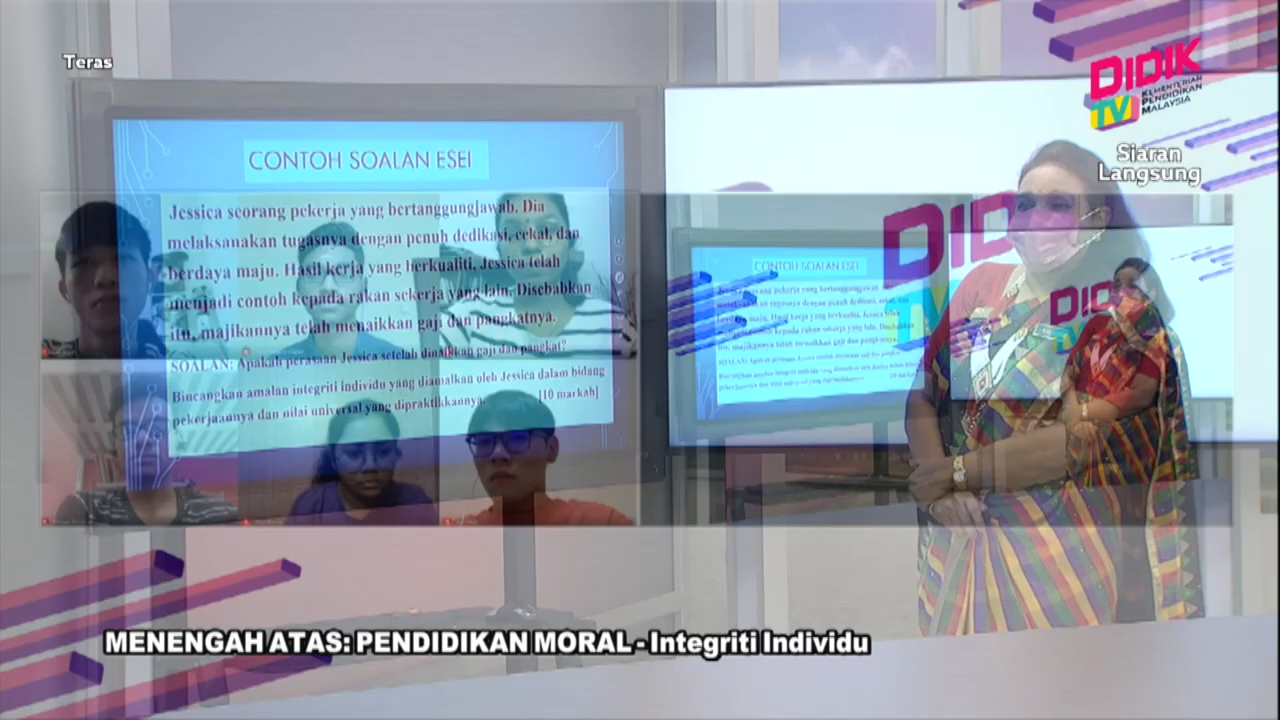 Teras
DIDIK
TV
KEMENTERIAN
PENDIDIKAN
MALAYSIA
Siaran
Langsung
CONTOH SOALAN ESEI
Jessica seorang pekerja yang bertanggungjawab. Dia
melaksanakan tugasnya dengan penuh dedikasi, cekal, dan
berdaya maju. Hasil kerja yang berkualiti, Jessica telah
menjadi contoh kepada rakan sekerja yang lain. Disebabkan
itu, majikannya telah menaikkan gaji dan pangkatnya.
SOALAN: Apakah perasaan Jessica setelah dinaikkan gaji dan pangkat?
Bincangkan amalan integriti individu yang diamalkan oleh Jessica dalam bidang
pekerjaannya dan nilai universal yang dipraktikkannya. [10 markah]
CONTOH SOALAN ESEI
MENENGAH ATAS: PENDIDIKAN MORAL - Integriti Individu